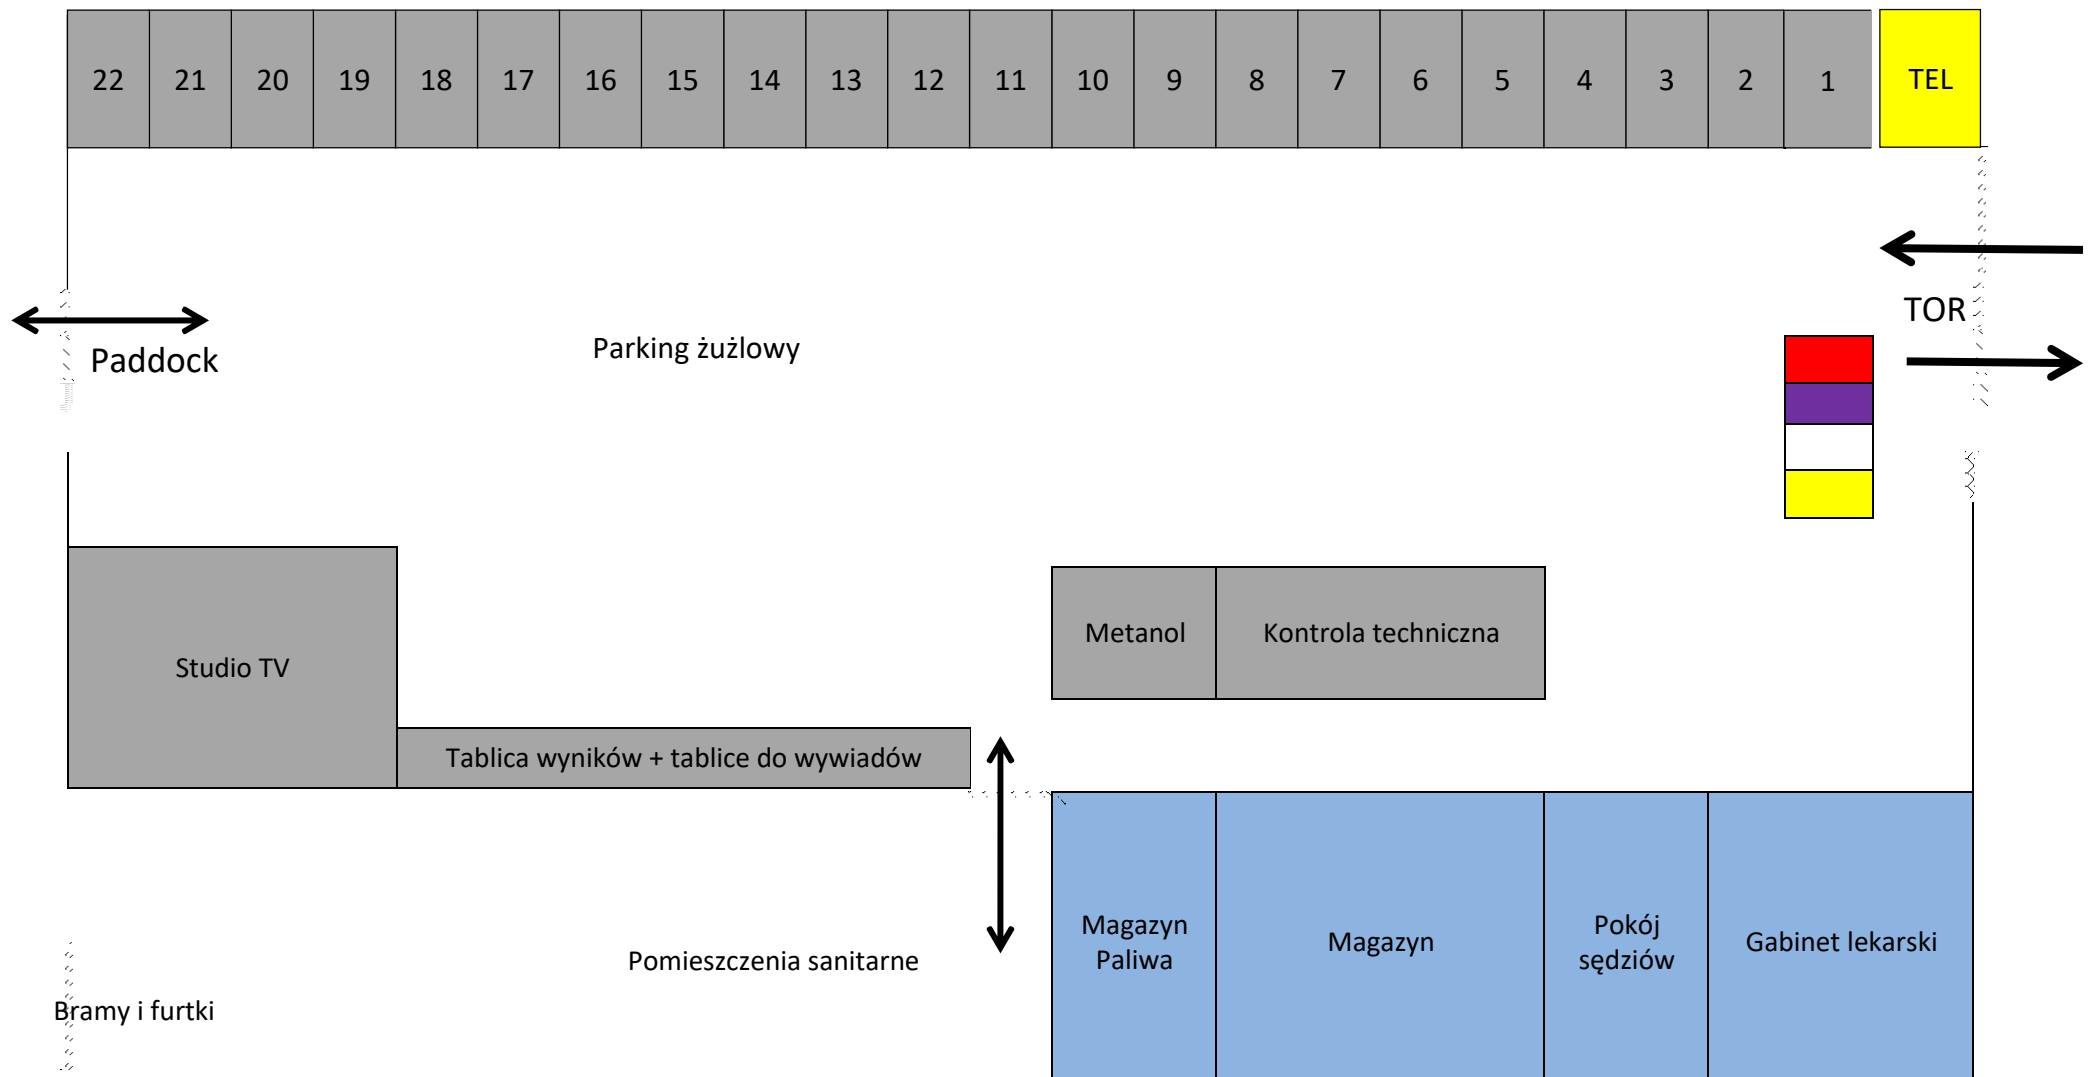 22 21 20 19 18 17 16 15 14 13 12 11 10 9 8 7 6 5 4 3 2 1 TEL
TOR
Parking żużlowy
Paddock
Metanol
Kontrola techniczna
Studio TV
Tablica wyników + tablice do wywiadów
Magazyn
Paliwa
Magazyn
Pokój
sędziów
Gabinet lekarski
Pomieszczenia sanitarne
Bramy i furtki